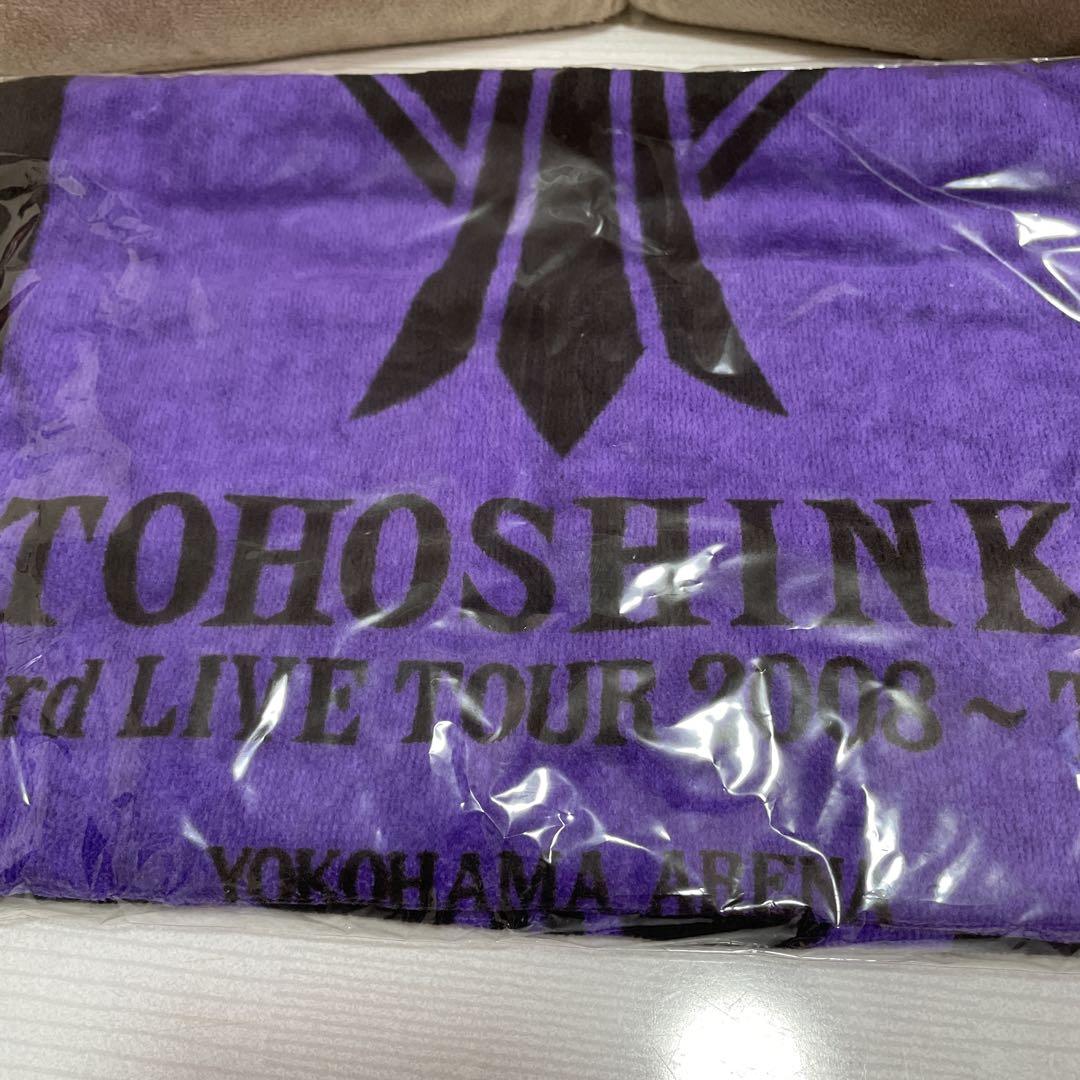 TOHOSHINK
rd LIVE TOUR 2008 ~ T
YOKOHAMA ARENA